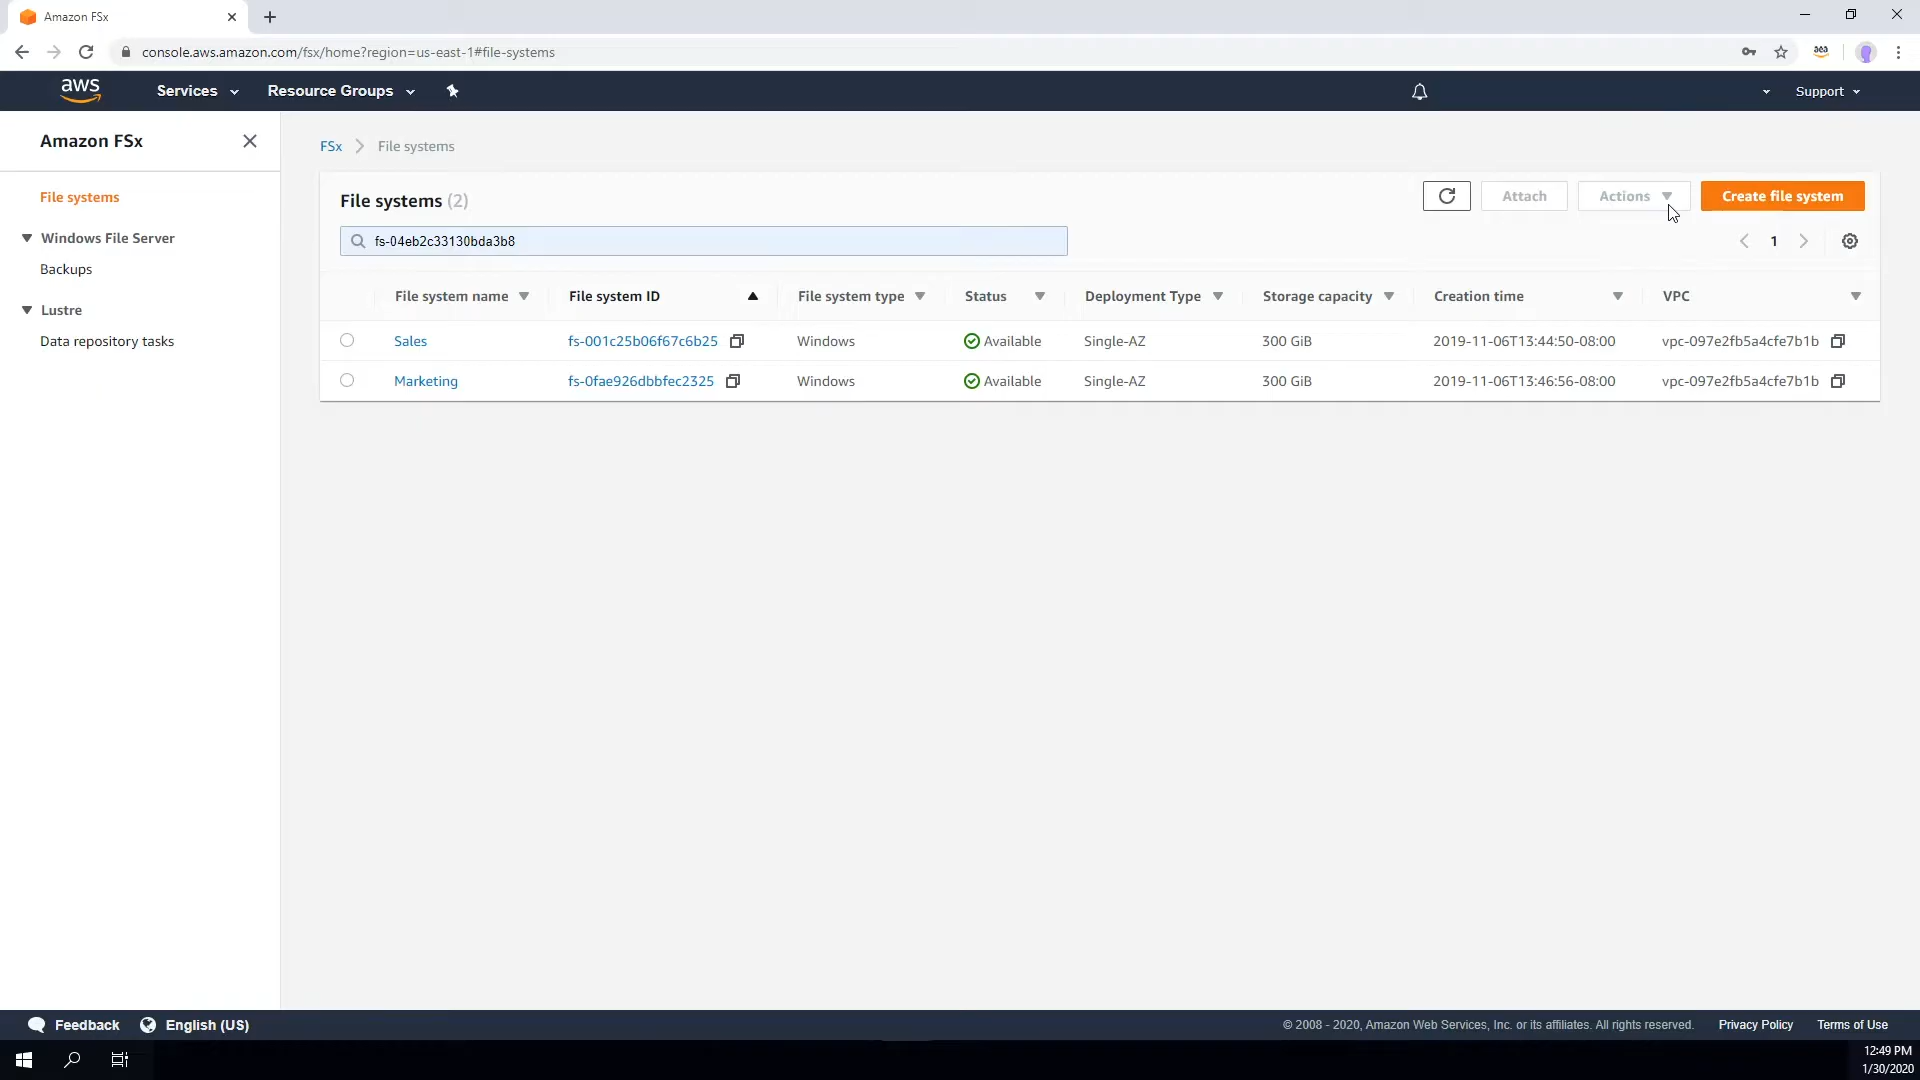 Amazon FSx
console.aws.amazon.com/fsx/home?region=us-east-1#file-systems
aws Services Resource Groups Support
Amazon FSx
File systems
Windows File Server
Backups
Lustre
Data repository tasks
FSx File systems
File systems (2)
Attach Actions Create file system
fs-04eb2c33130bda3b8
1
File system name File system ID File system type Status Deployment Type Storage capacity Creation time VPC
Sales fs-001c25b06f67c6b25 Windows Available Single-AZ 300 GiB 2019-11-06T13:44:50-08:00 vpc-097e2fb5a4cfe7b1b
Marketing fs-0fae926dbbfec2325 Windows Available Single-AZ 300 GiB 2019-11-06T13:46:56-08:00 vpc-097e2fb5a4cfe7b1b
Feedback English (US) © 2008 - 2020, Amazon Web Services, Inc. or its affiliates. All rights reserved. Privacy Policy Terms of Use
12:49 PM
1/30/2020